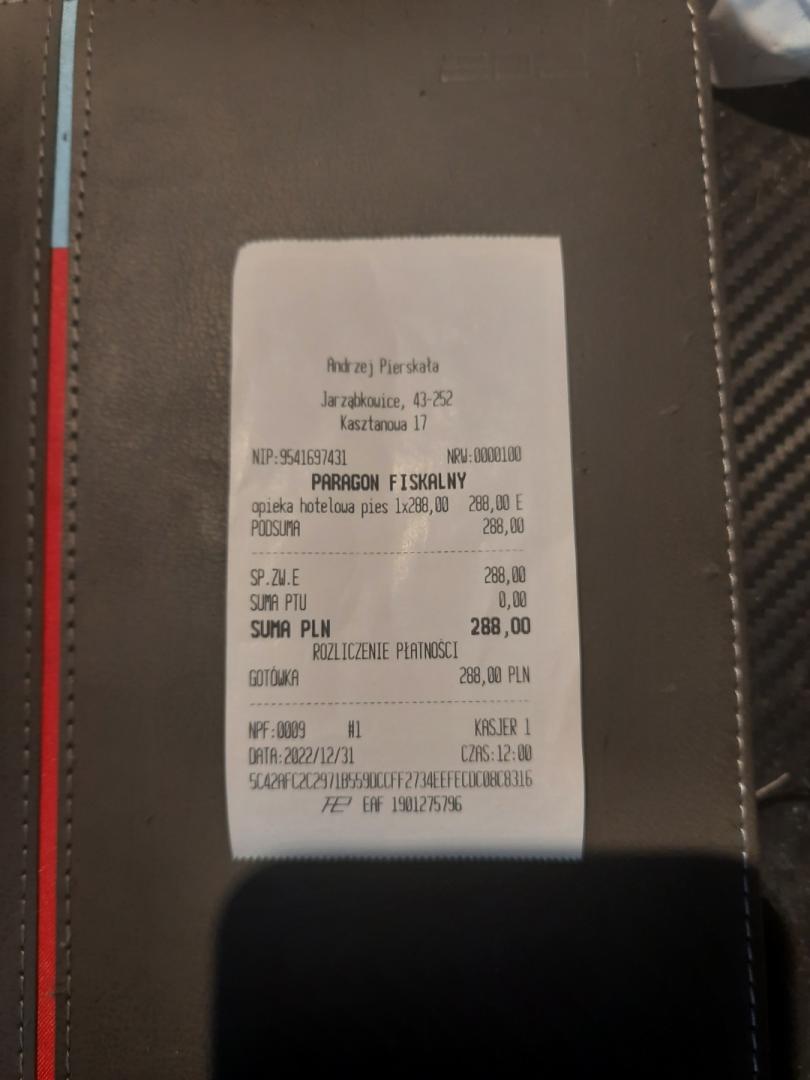 Andrzej Pierskała
Jarząbkowice, 43-252
Kasztanowa 17
NIP:9541697431 NRW:0000100
PARAGON FISKALNY
opieka hotelowa pies 1x288,00 288,00 E
PODSUMA 288,00
SP.ZW.E 288,00
SUMA PTU 0,00
SUMA PLN 288,00
ROZLICZENIE PŁATNOŚCI
GOTÓWKA 288,00 PLN
NPF:0009 #1 KASJER 1
DATA:2022/12/31 CZAS:12:00
5C42AFC2C2971B559DCCFF2734EEFECDC08C8316
EAF 1901275796